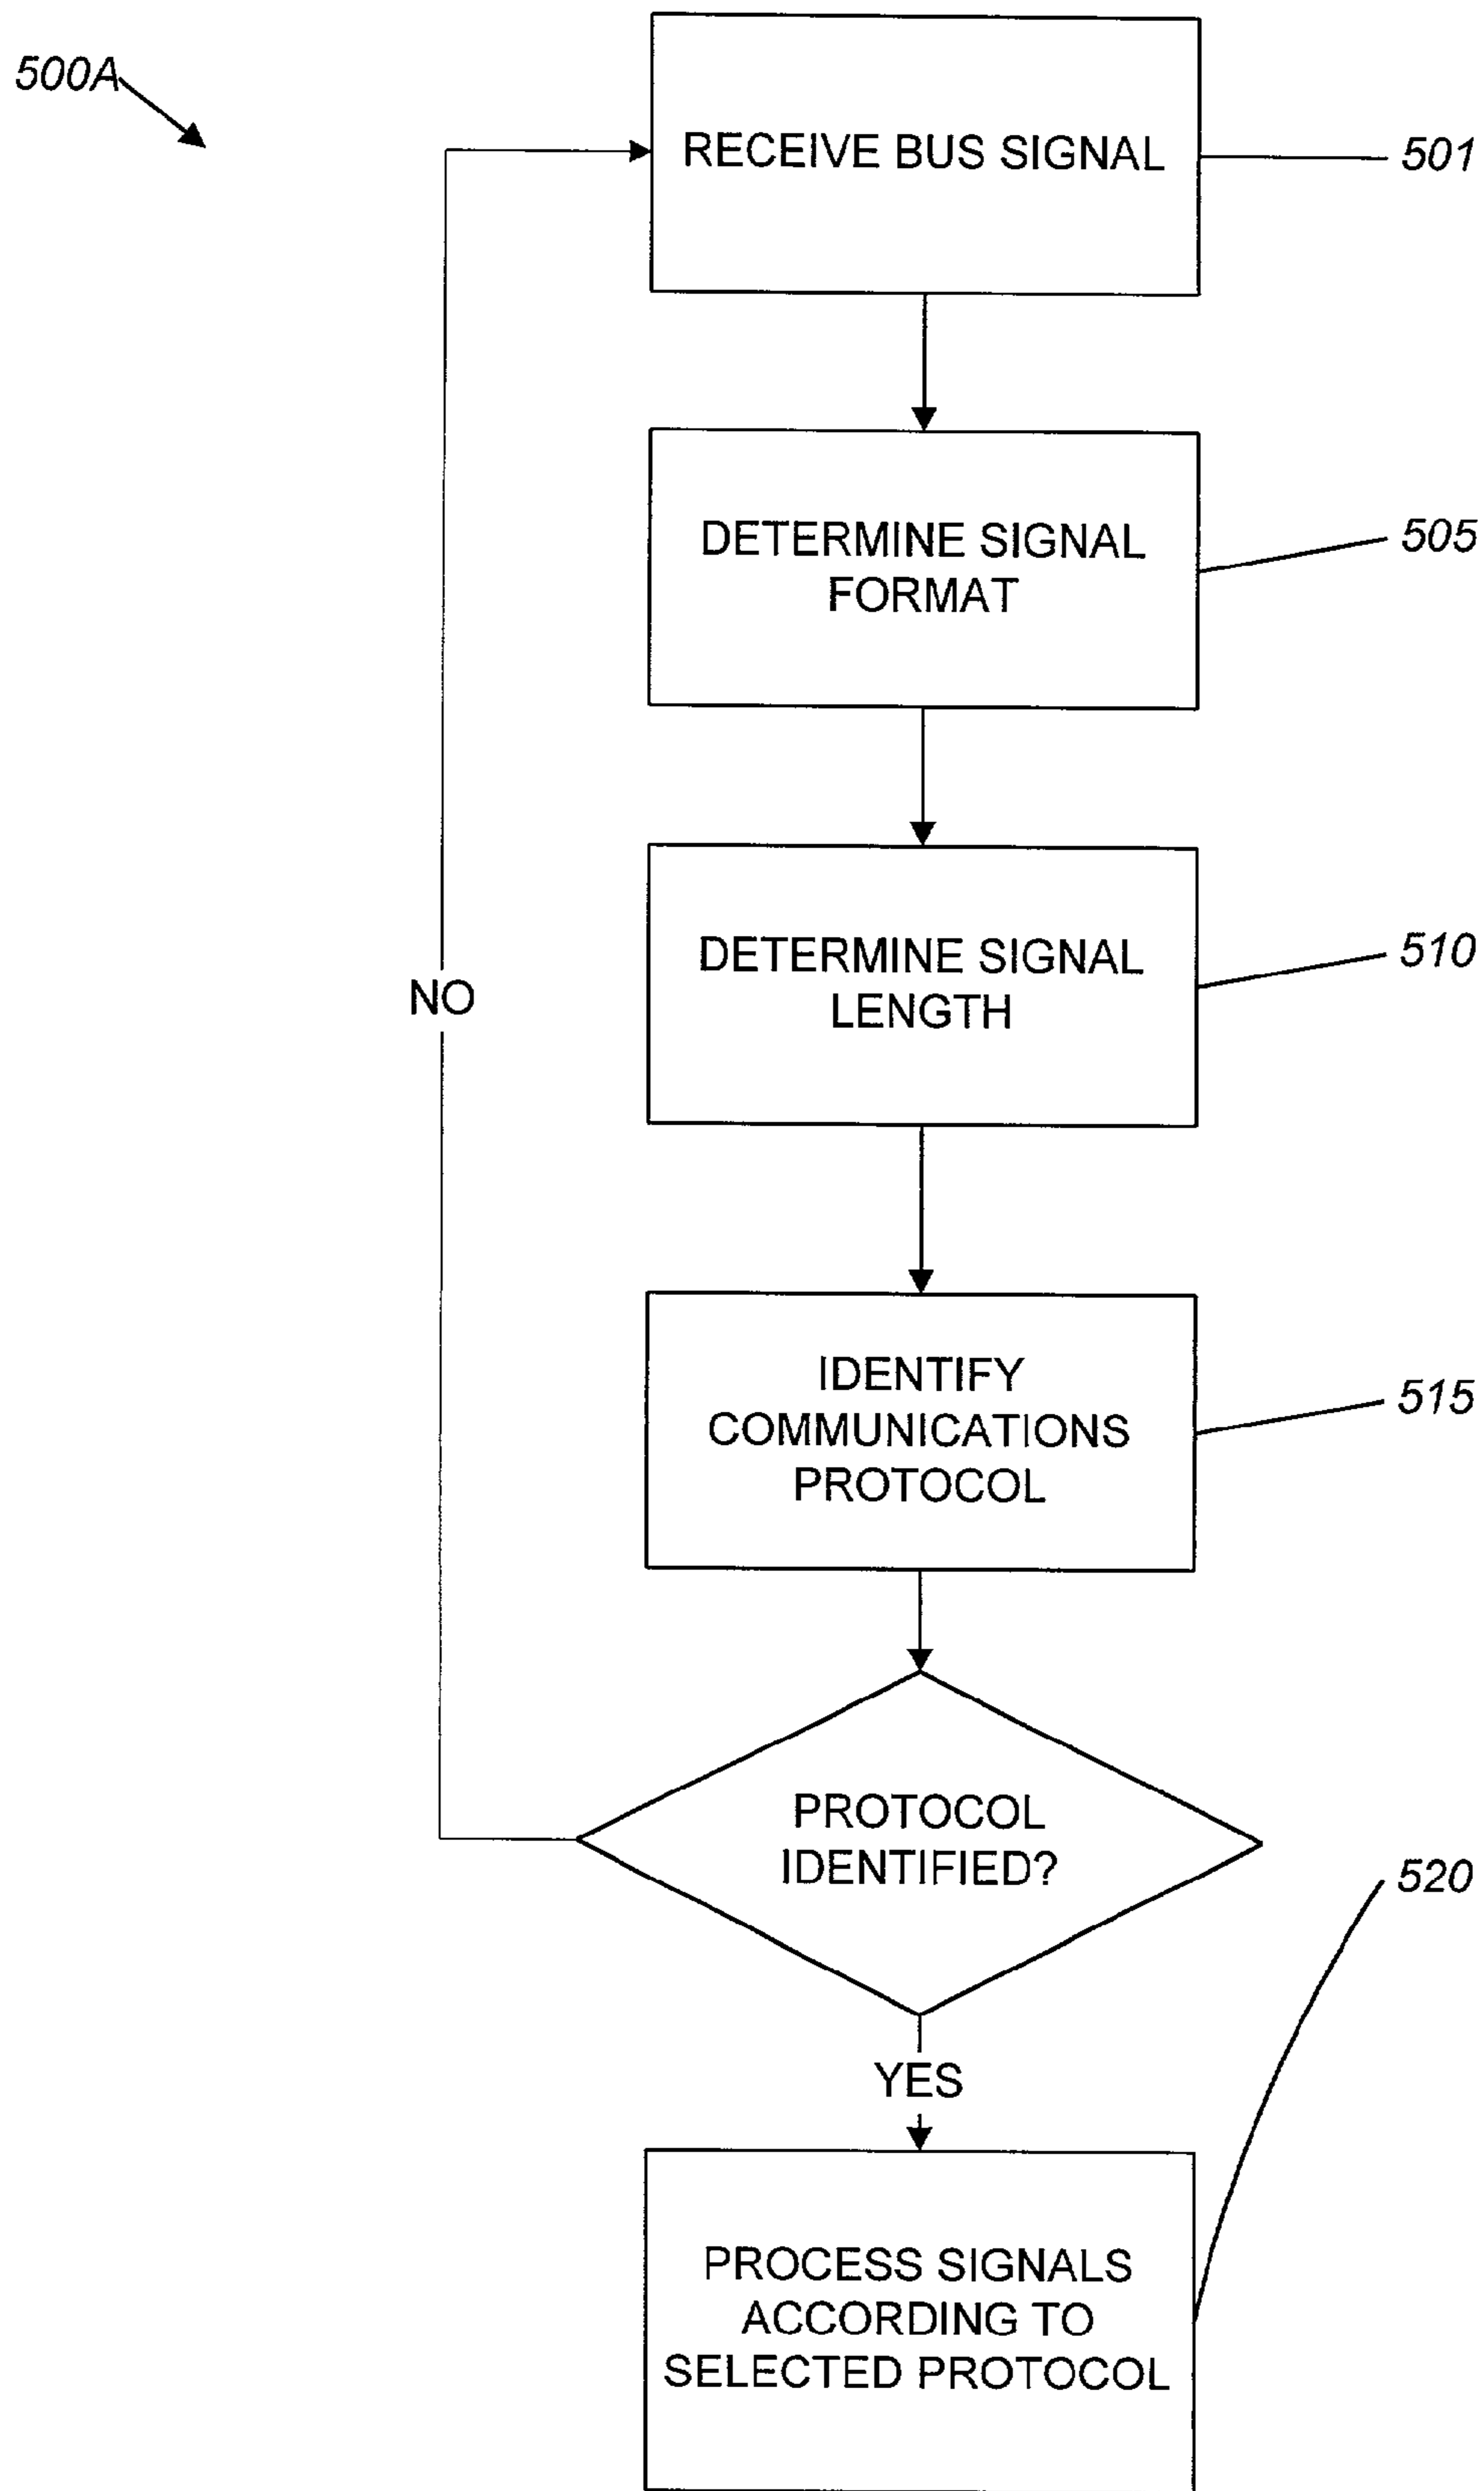 500A
RECEIVE BUS SIGNAL
501
DETERMINE SIGNAL
FORMAT
505
DETERMINE SIGNAL
LENGTH
510
NO
IDENTIFY
COMMUNICATIONS
PROTOCOL
515
PROTOCOL
IDENTIFIED?
520
YES
PROCESS SIGNALS
ACCORDING TO
SELECTED PROTOCOL